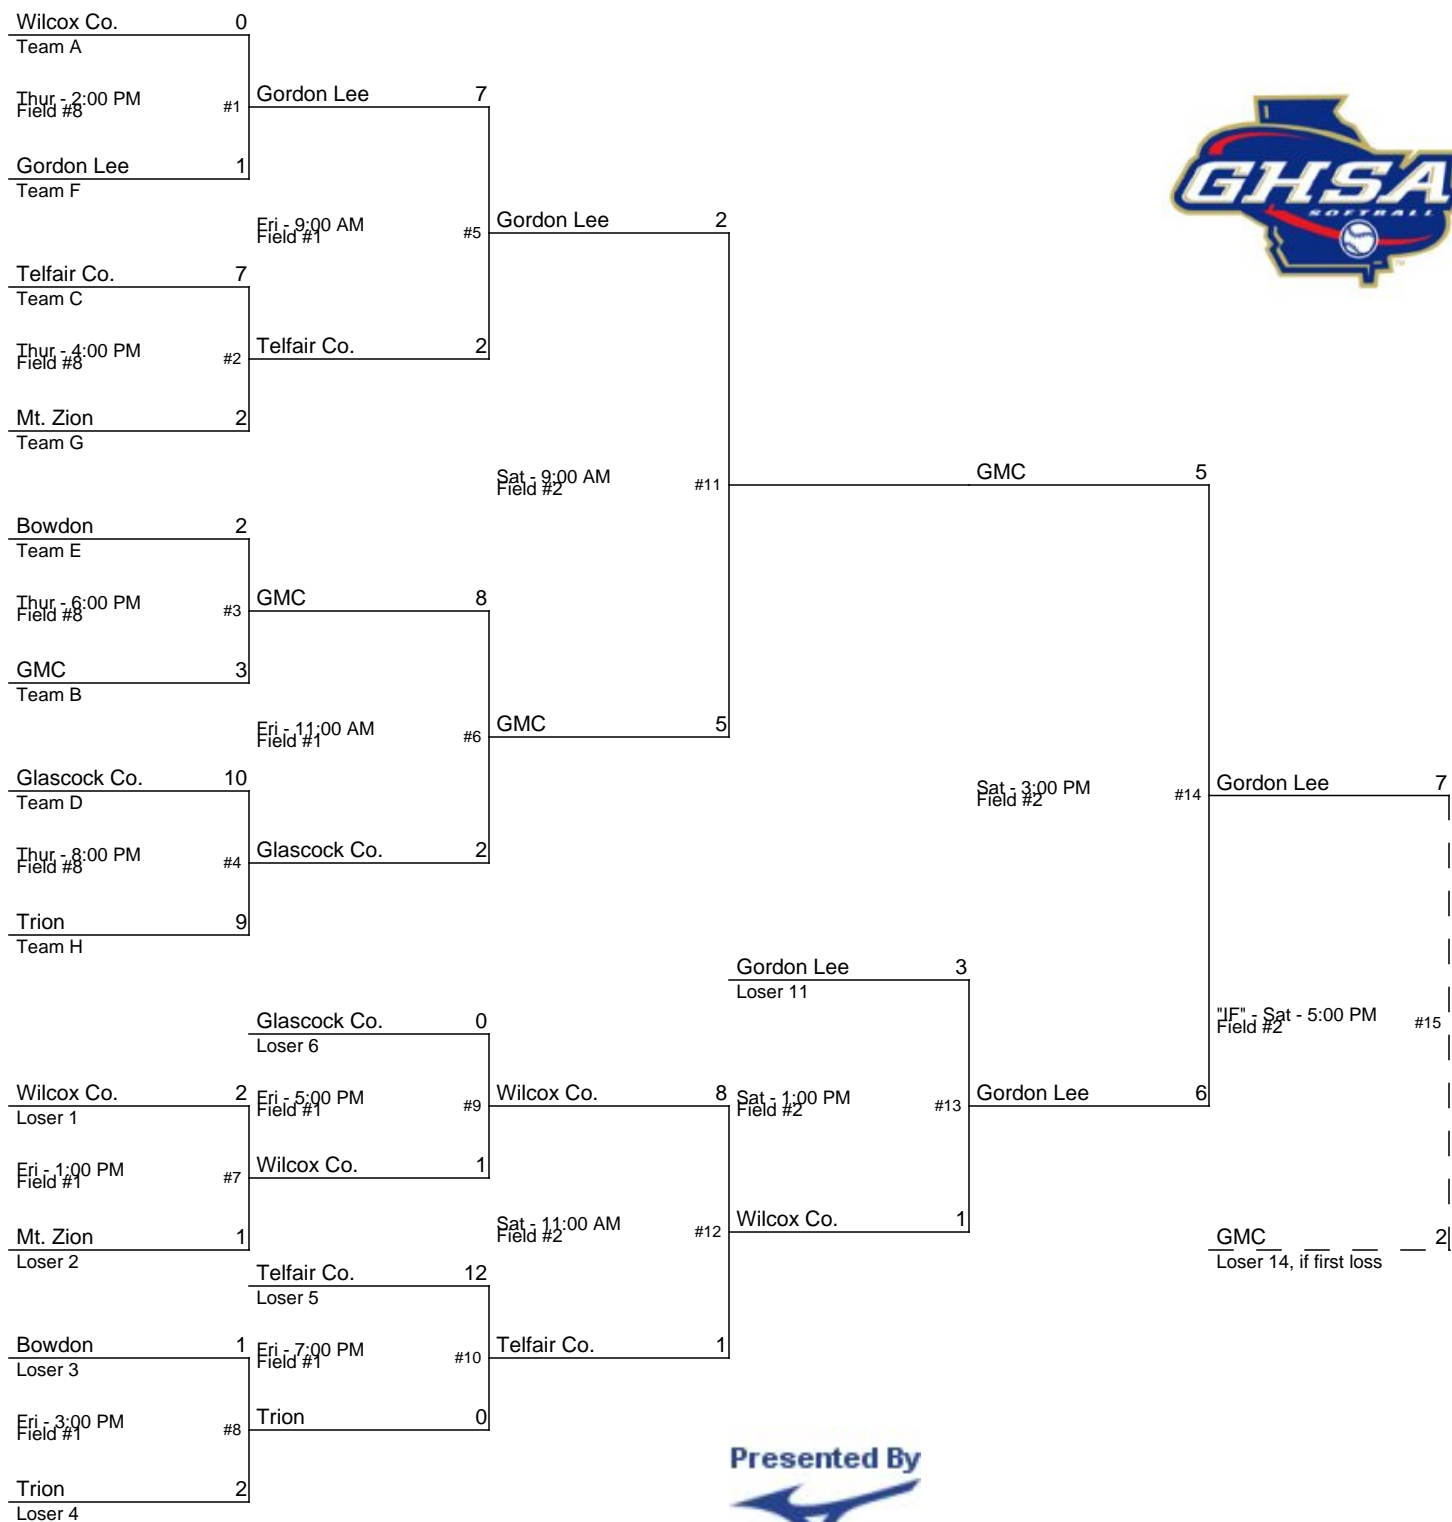 Wilcox Co. 0
Team A
Thur - 2:00 PM
Field #8
#1
Gordon Lee 7
Gordon Lee 1
Team F
Fri - 9:00 AM
Field #1
#5
Gordon Lee 2
Telfair Co. 7
Team C
Thur - 4:00 PM
Field #8
#2
Telfair Co. 2
Mt. Zion 2
Team G
Sat - 9:00 AM
Field #2
#11
GMC 5
Bowdon 2
Team E
Thur - 6:00 PM
Field #8
#3
GMC 8
GMC 3
Team B
Fri - 11:00 AM
Field #1
#6
GMC 5
Glascock Co. 10
Team D
Thur - 8:00 PM
Field #8
#4
Glascock Co. 2
Trion 9
Team H
Sat - 3:00 PM
Field #2
#14
Gordon Lee 7
Gordon Lee 3
Loser 11
Glascock Co. 0
Loser 6
"IF" - Sat - 5:00 PM
Field #2
#15
Wilcox Co. 2
Loser 1
Fri - 5:00 PM
Field #1
#9
Wilcox Co. 8
Sat - 1:00 PM
Field #2
#13
Gordon Lee 6
Fri - 1:00 PM
Field #1
#7
Wilcox Co. 1
Mt. Zion 1
Loser 2
Sat - 11:00 AM
Field #2
#12
Wilcox Co. 1
GMC 2
Loser 14, if first loss
Telfair Co. 12
Loser 5
Bowdon 1
Loser 3
Fri - 7:00 PM
Field #1
#10
Telfair Co. 1
Fri - 3:00 PM
Field #1
#8
Trion 0
Trion 2
Loser 4
GHSA
SOFTBALL
TM
Presented By